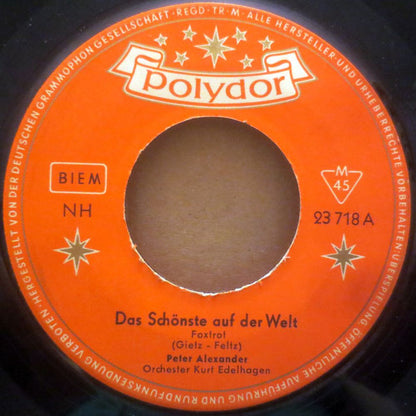 HERGESTELLT VON DER DEUTSCHEN GRAMMOPHON GESELLSCHAFT · REGD · TR · M · ALLE HERSTELLER- UND URHEBERRECHTE VORBEHALTEN · ÜBERSPIELUNG ÖFFENTLICHE AUFFÜHRUNG UND RUNDFUNKSENDUNG VERBOTEN ·
Polydor
BIEM
NH
M
45
23 718 A
Das Schönste auf der Welt
Foxtrot
(Gietz - Feltz)
Peter Alexander
Orchester Kurt Edelhagen